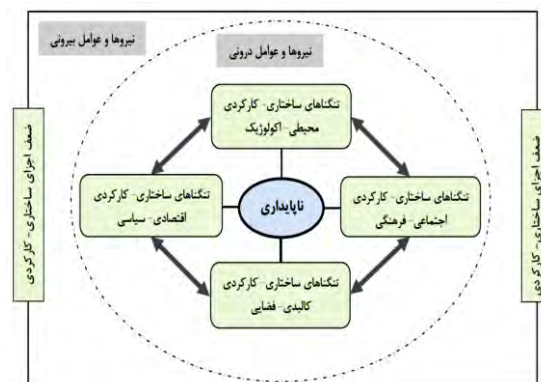 نیروها و عوامل بیرونی
نیروها و عوامل درونی
تنگناهای ساختاری- کارکردی
محیطی- اکولوژیک
ضعف اجزای ساختاری- کارکردی
تنگناهای ساختاری- کارکردی
اجتماعی- فرهنگی
ناپایداری
تنگناهای ساختاری- کارکردی
اقتصادی- سیاسی
ضعف اجزای ساختاری- کارکردی
تنگناهای ساختاری- کارکردی
کالبدی- فضایی